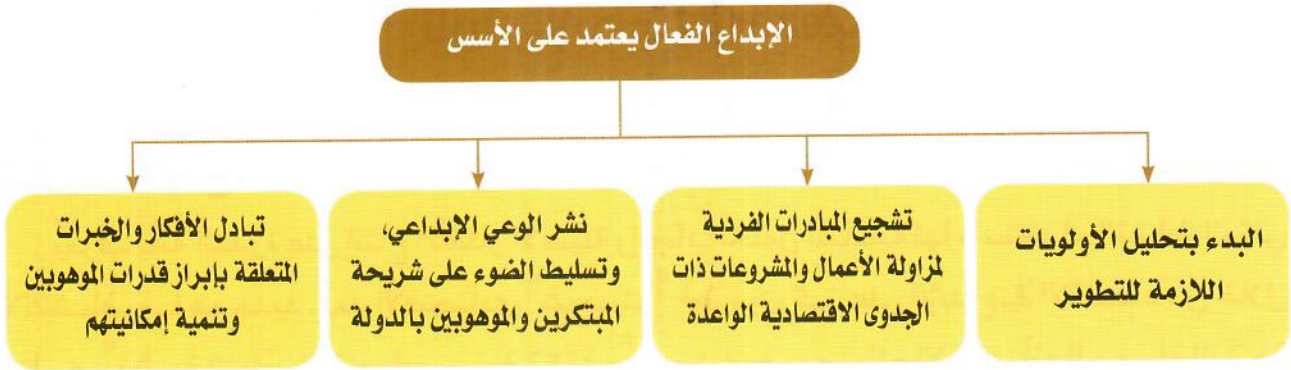 الإبداع الفعال يعتمد على الأسس
البدء بتحليل الأولويات
اللازمة للتطوير
تشجيع المبادرات الفردية
لمزاولة الأعمال والمشروعات ذات
الجدوى الاقتصادية الواعدة
نشر الوعي الإبداعي،
وتسليط الضوء على شريحة
المبتكرين والموهوبين بالدولة
تبادل الأفكار والخبرات
المتعلقة بإبراز قدرات الموهوبين
وتنمية إمكانيتهم